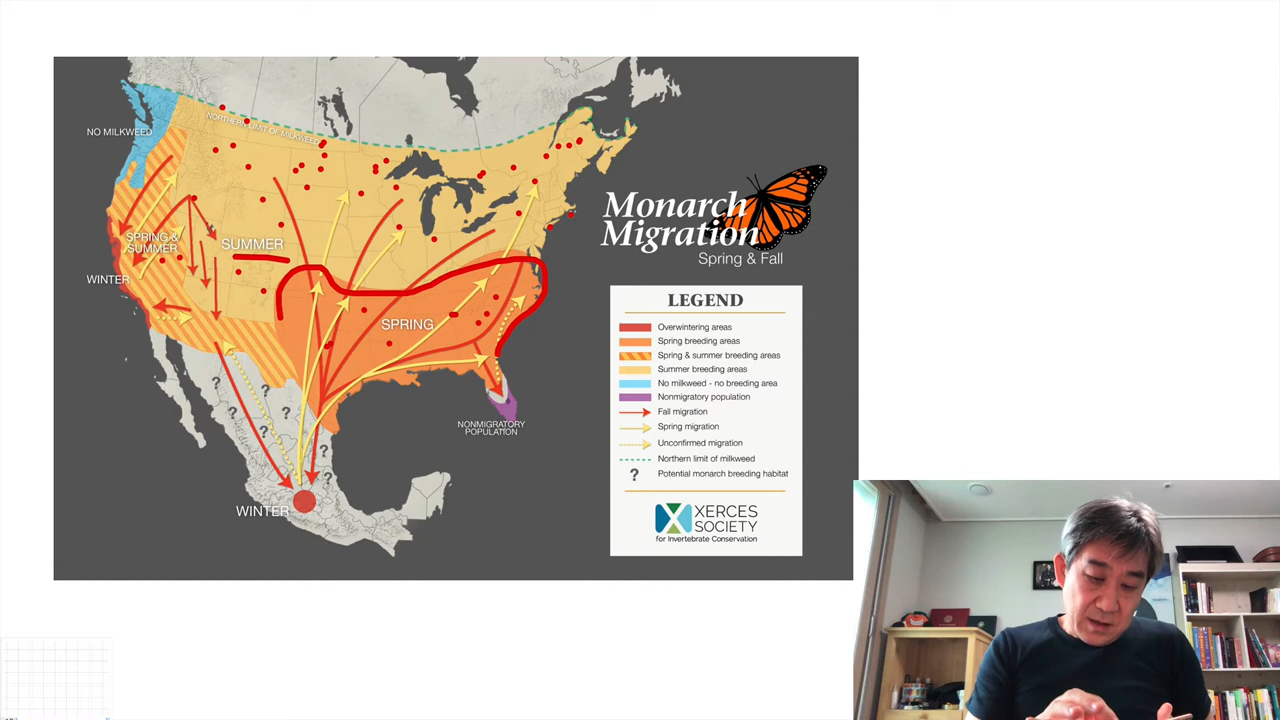 NO MILKWEED
NORTHERN LIMIT OF MILKWEED
SPRING &
SUMMER
SUMMER
WINTER
SPRING
NONMIGRATORY
POPULATION
WINTER
?
?
?
?
?
?
?
Monarch
Migration
Spring & Fall
LEGEND
Overwintering areas
Spring breeding areas
Spring & summer breeding areas
Summer breeding areas
No milkweed - no breeding area
Nonmigratory population
Fall migration
Spring migration
Unconfirmed migration
Northern limit of milkweed
? Potential monarch breeding habitat
XERCES
SOCIETY
for Invertebrate Conservation